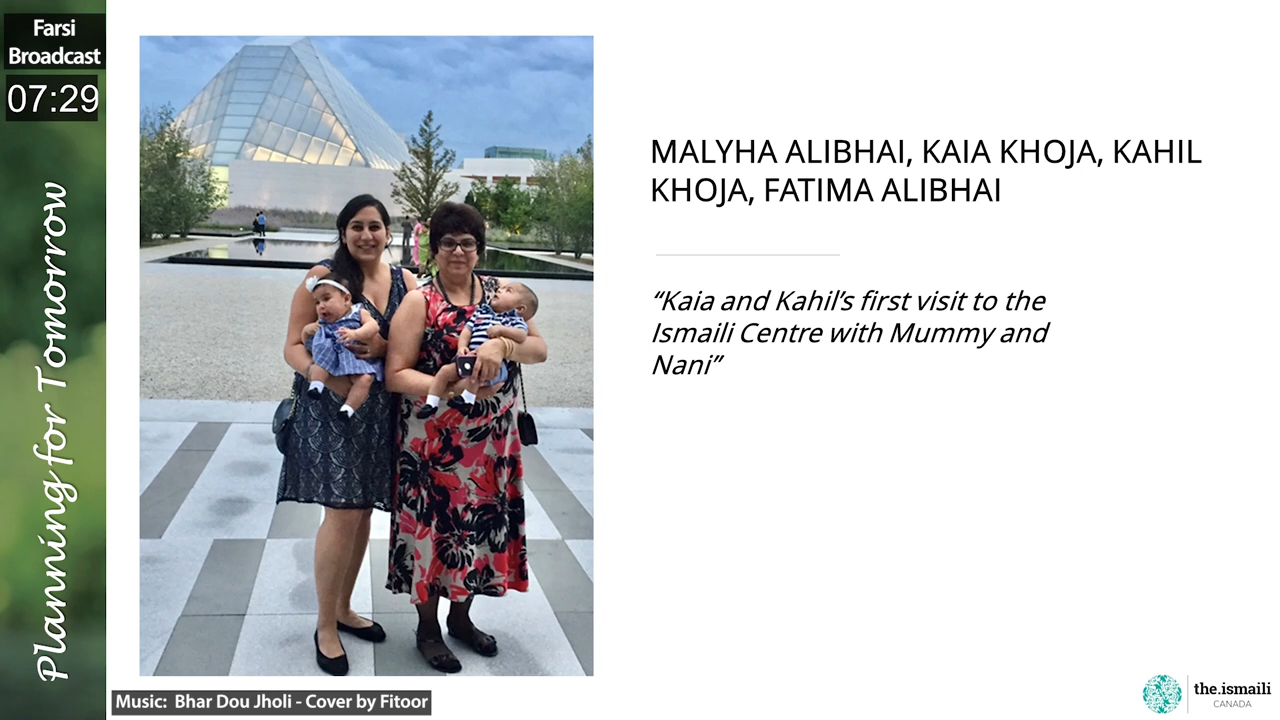 Farsi
Broadcast
07:29
Planning for Tomorrow
MALYHA ALIBHAI, KAIA KHOJA, KAHIL
KHOJA, FATIMA ALIBHAI
“Kaia and Kahil’s first visit to the
Ismaili Centre with Mummy and
Nani”
Music:  Bhar Dou Jholi - Cover by Fitoor
the.ismaili
CANADA